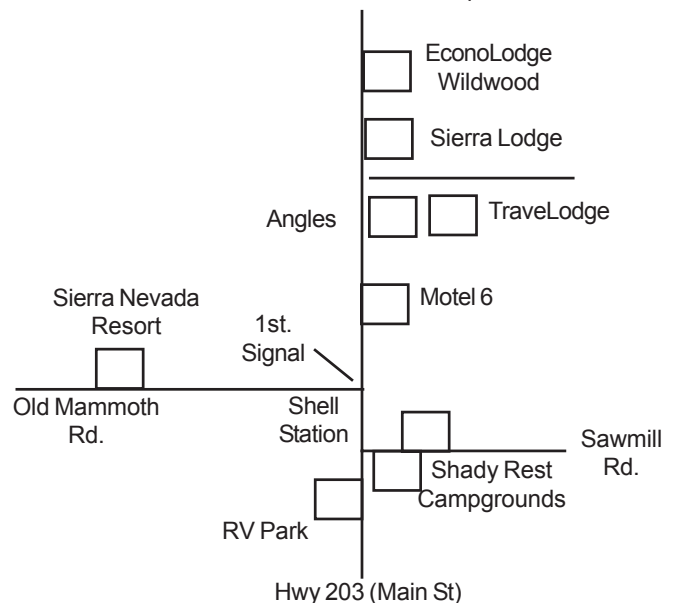 EconoLodge
Wildwood
Sierra Lodge
Angles
TraveLodge
Sierra Nevada
Resort
Motel 6
1st.
Signal
Old Mammoth
Rd.
Shell
Station
Sawmill
Rd.
Shady Rest
Campgrounds
RV Park
Hwy 203 (Main St)